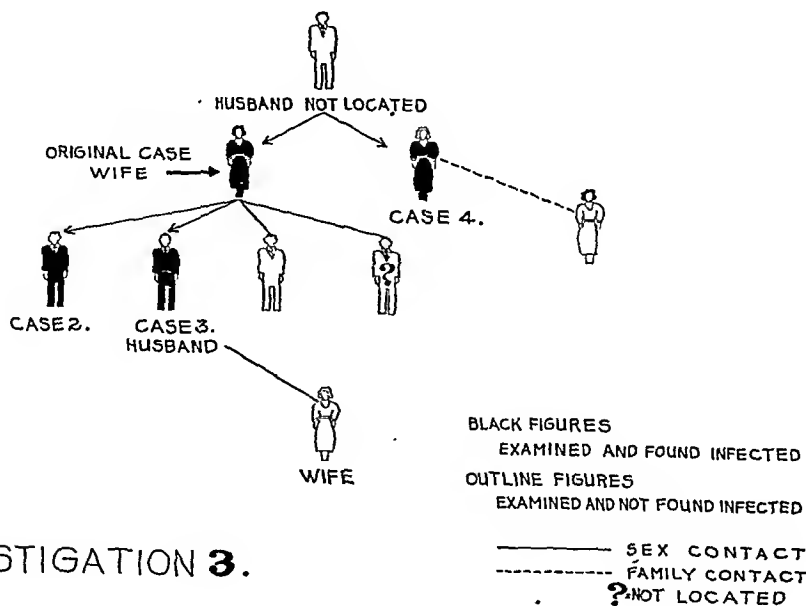 HUSBAND NOT LOCATED
ORIGINAL CASE
WIFE
CASE 4.
?
CASE 2.
CASE 3.
HUSBAND
WIFE
BLACK FIGURES
EXAMINED AND FOUND INFECTED
OUTLINE FIGURES
EXAMINED AND NOT FOUND INFECTED
STIGATION 3.
SEX CONTACT
FAMILY CONTACT
?=NOT LOCATED